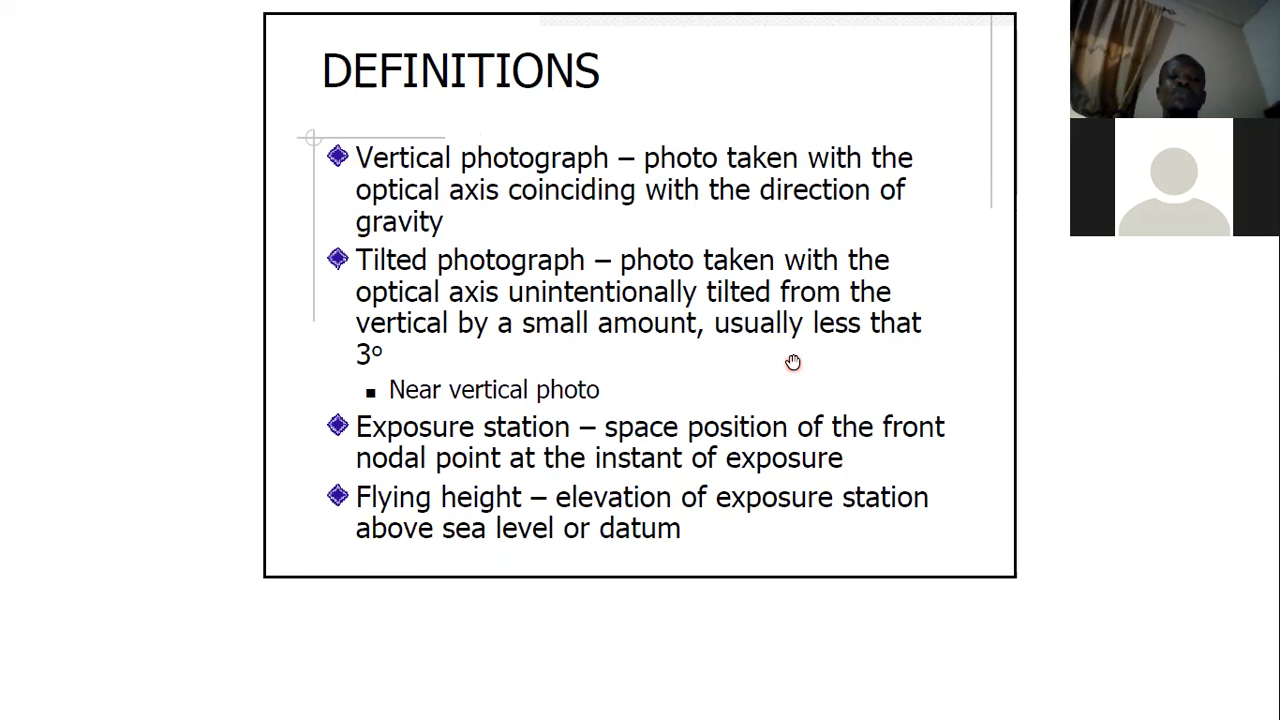 DEFINITIONS
Vertical photograph – photo taken with the
optical axis coinciding with the direction of
gravity
Tilted photograph – photo taken with the
optical axis unintentionally tilted from the
vertical by a small amount, usually less that
3º
Near vertical photo
Exposure station – space position of the front
nodal point at the instant of exposure
Flying height – elevation of exposure station
above sea level or datum